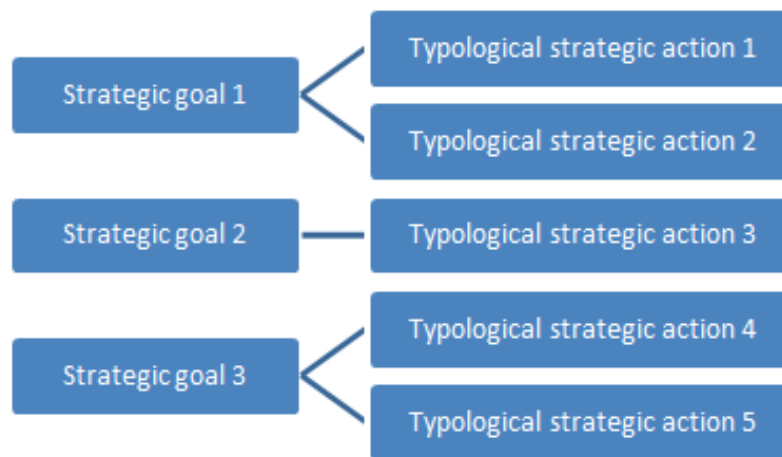 Strategic goal 1
Typological strategic action 1
Typological strategic action 2
Strategic goal 2
Typological strategic action 3
Strategic goal 3
Typological strategic action 4
Typological strategic action 5